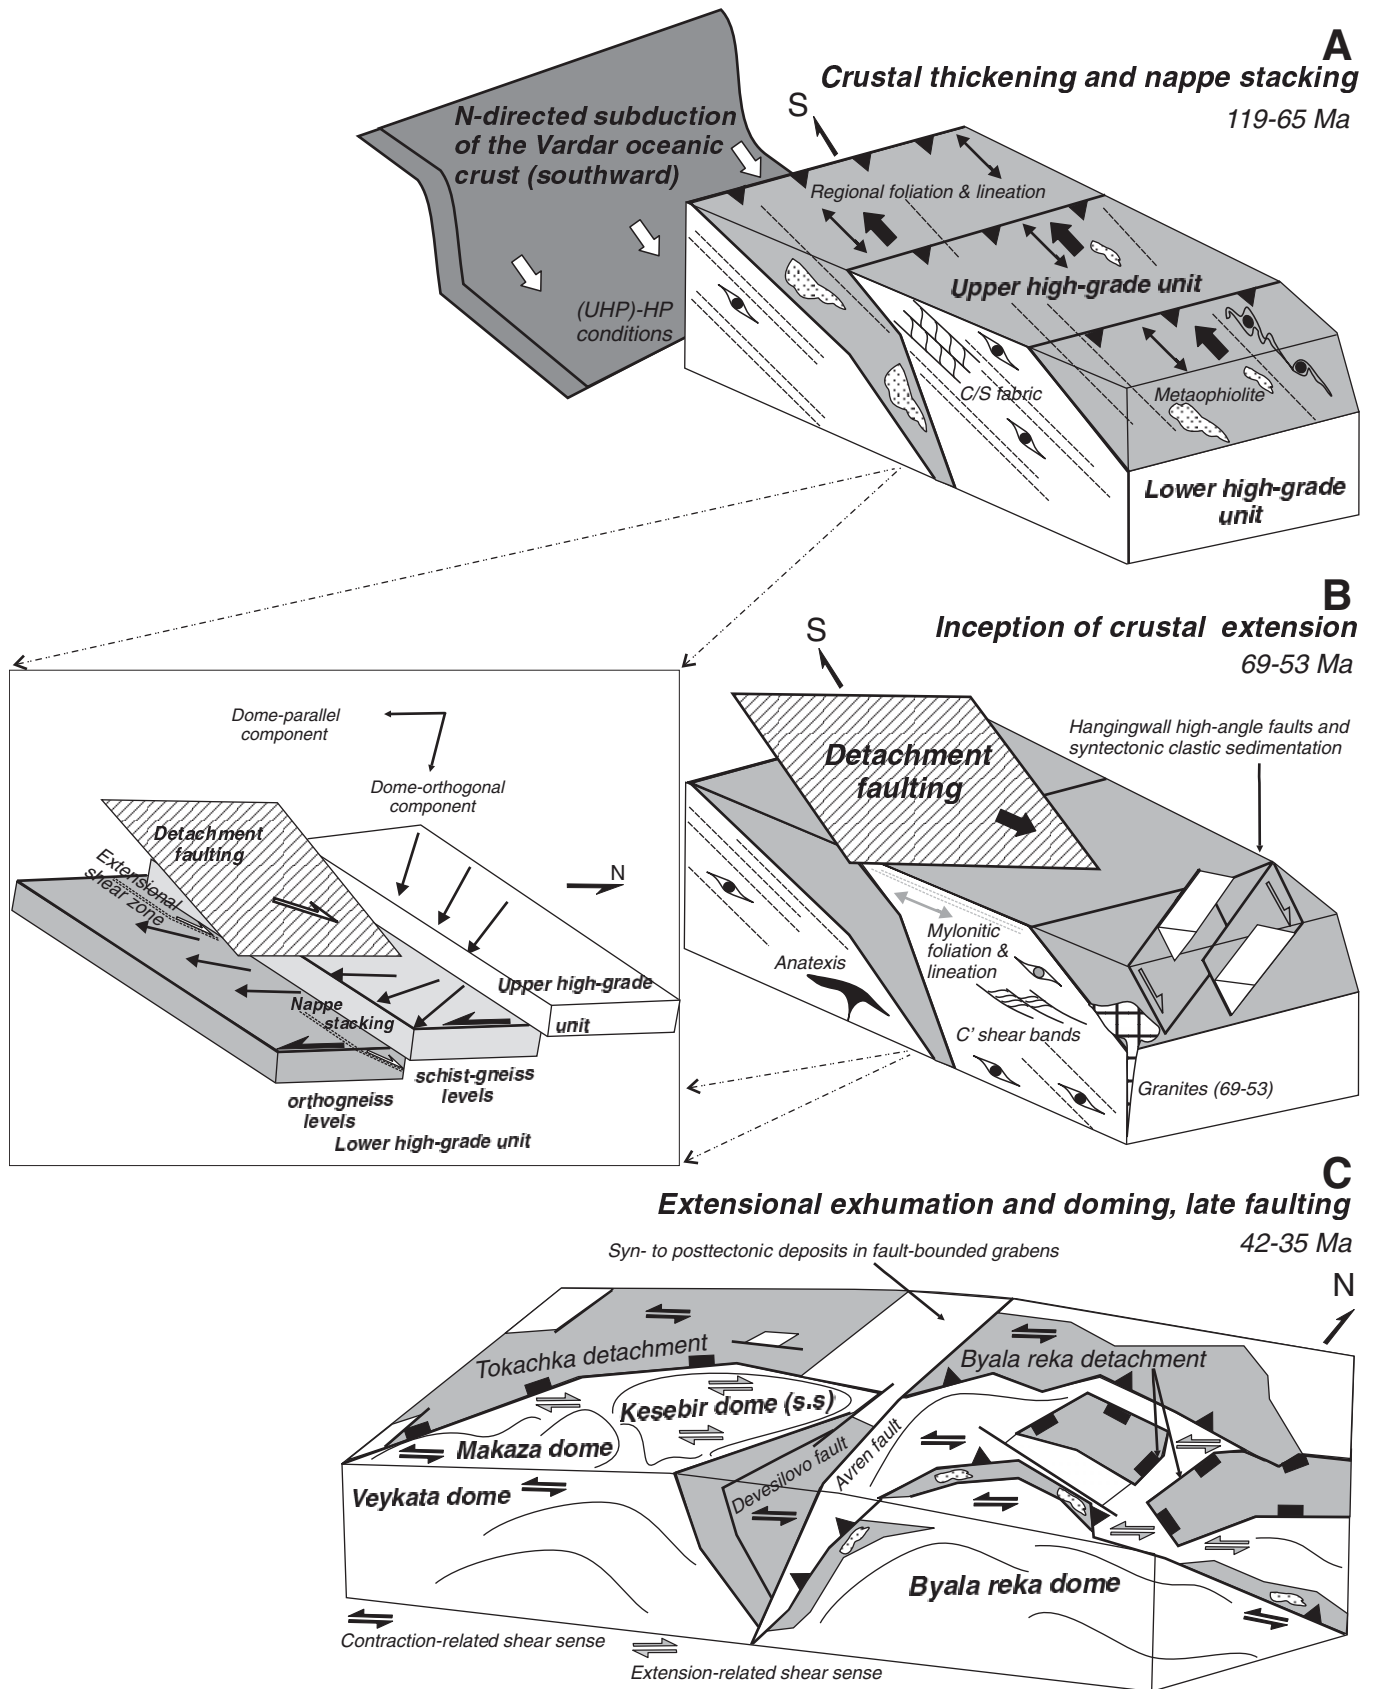 A
Crustal thickening and nappe stacking
119-65 Ma
S
N-directed subduction
of the Vardar oceanic
crust (southward)
Regional foliation & lineation
Upper high-grade unit
(UHP)-HP
conditions
C/S fabric
Metaophiolite
Lower high-grade
unit
B
Inception of crustal extension
69-53 Ma
S
Hangingwall high-angle faults and
syntectonic clastic sedimentation
Detachment
faulting
Mylonitic
foliation &
lineation
Anatexis
C' shear bands
Granites (69-53)
Dome-parallel
component
Dome-orthogonal
component
Detachment
faulting
Extensional
shear zone
N
Upper high-grade
unit
Nappe
stacking
schist-gneiss
levels
orthogneiss
levels
Lower high-grade unit
C
Extensional exhumation and doming, late faulting
42-35 Ma
Syn- to posttectonic deposits in fault-bounded grabens
N
Tokachka detachment
Byala reka detachment
Kesebir dome (s.s)
Makaza dome
Devesilovo fault
Avren fault
Veykata dome
Byala reka dome
Contraction-related shear sense
Extension-related shear sense